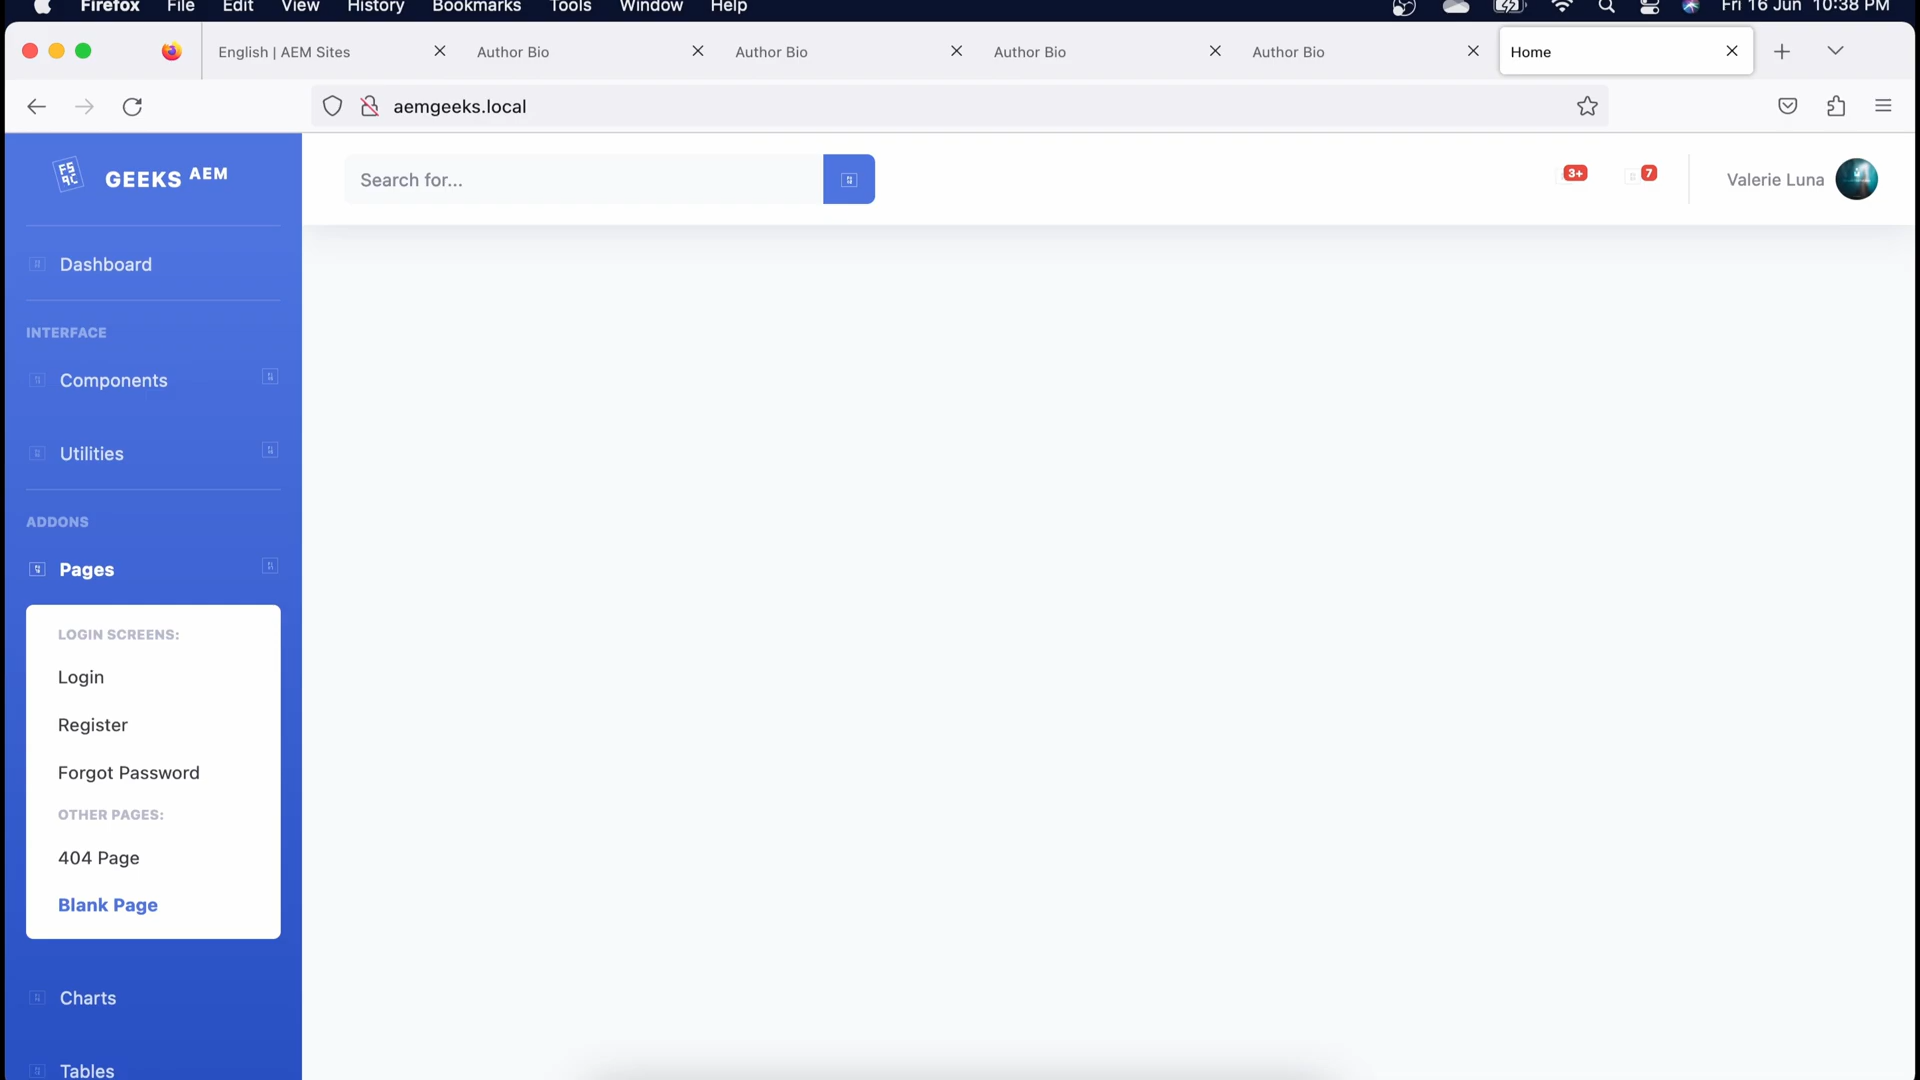 Firefox File Edit View History Bookmarks Tools Window Help Fri 16 Jun 10:38 PM
English | AEM Sites Author Bio Author Bio Author Bio Author Bio Home
aemgeeks.local
GEEKS AEM
Search for...
3+
7
Valerie Luna
Dashboard
INTERFACE
Components
Utilities
ADDONS
Pages
LOGIN SCREENS:
Login
Register
Forgot Password
OTHER PAGES:
404 Page
Blank Page
Charts
Tables